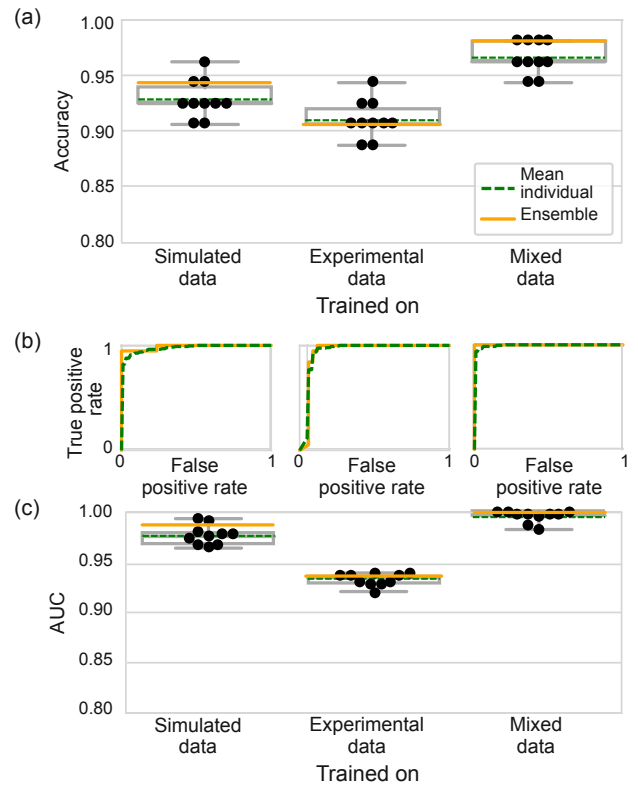 (a)
1.00
0.95
0.90
0.85
0.80
Accuracy
Mean
individual
Ensemble
Simulated
data
Experimental
data
Mixed
data
Trained on
(b)
1
0
True positive
rate
0
1
0
1
0
1
False
positive rate
False
positive rate
False
positive rate
(c)
1.00
0.95
0.90
0.85
0.80
AUC
Simulated
data
Experimental
data
Mixed
data
Trained on